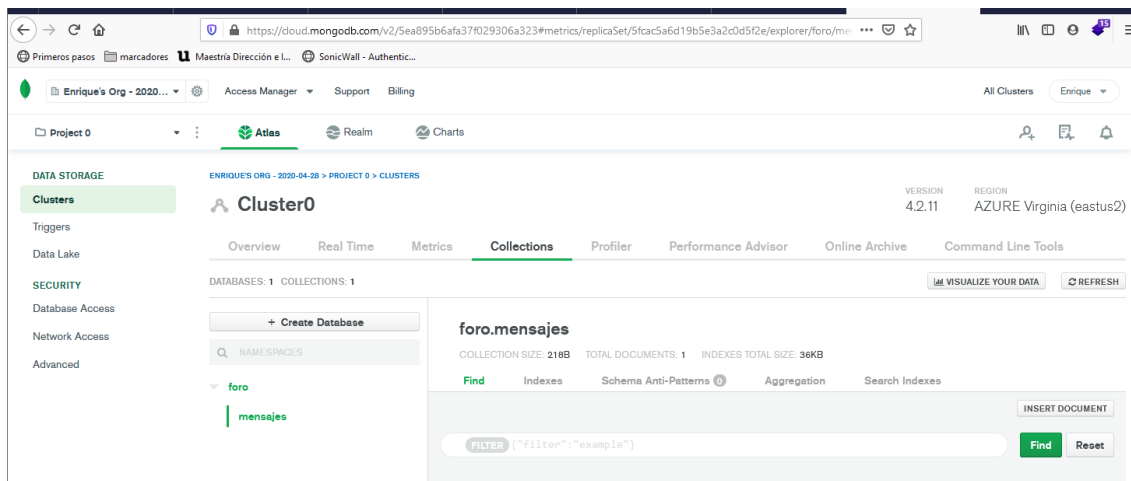 https://cloud.mongodb.com/v2/5ea895b6afa37f029306a323#metrics/replicaSet/5fcac5a6d19b5e3a2c0d5f2e/explorer/foro/me
15
Primeros pasos marcadores Maestría Dirección e I... SonicWall - Authentic...
Enrique's Org - 2020... Access Manager Support Billing All Clusters Enrique
Project 0 Atlas Realm Charts
DATA STORAGE
Clusters
Triggers
Data Lake
SECURITY
Database Access
Network Access
Advanced
ENRIQUE'S ORG - 2020-04-28 > PROJECT 0 > CLUSTERS
Cluster0
VERSION
4.2.11
REGION
AZURE Virginia (eastus2)
Overview Real Time Metrics Collections Profiler Performance Advisor Online Archive Command Line Tools
DATABASES: 1 COLLECTIONS: 1
VISUALIZE YOUR DATA REFRESH
+ Create Database
NAMESPACES
foro
mensajes
foro.mensajes
COLLECTION SIZE: 218B TOTAL DOCUMENTS: 1 INDEXES TOTAL SIZE: 36KB
Find Indexes Schema Anti-Patterns 0 Aggregation Search Indexes
INSERT DOCUMENT
FILTER {"filter":"example"}
Find Reset